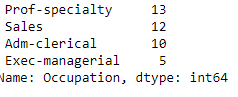 Prof-specialty 13
Sales 12
Adm-clerical 10
Exec-managerial 5
Name: Occupation, dtype: int64